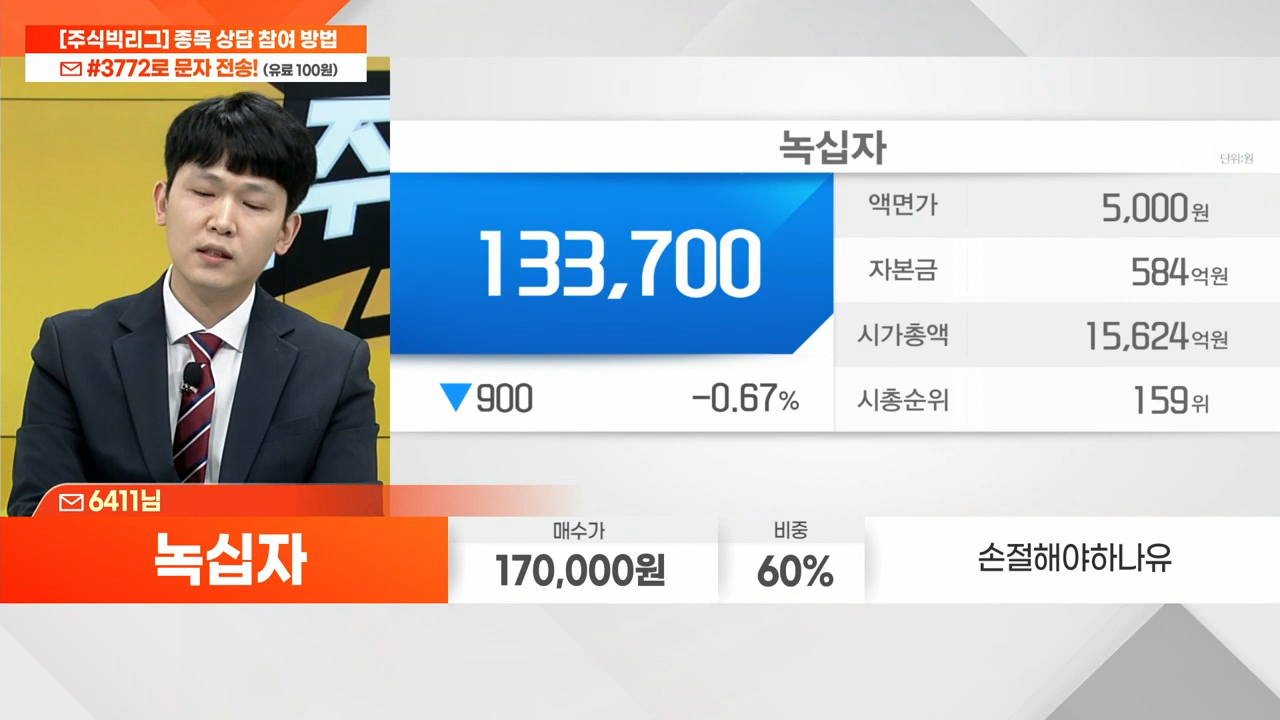 [주식빅리그] 종목 상담 참여 방법
#3772로 문자 전송! (유료 100원)
주
녹십자
단위:원
133,700
▼900 -0.67%
액면가 5,000원
자본금 584억원
시가총액 15,624억원
시총순위 159위
6411님
녹십자
매수가
170,000원
비중
60%
손절해야하나유